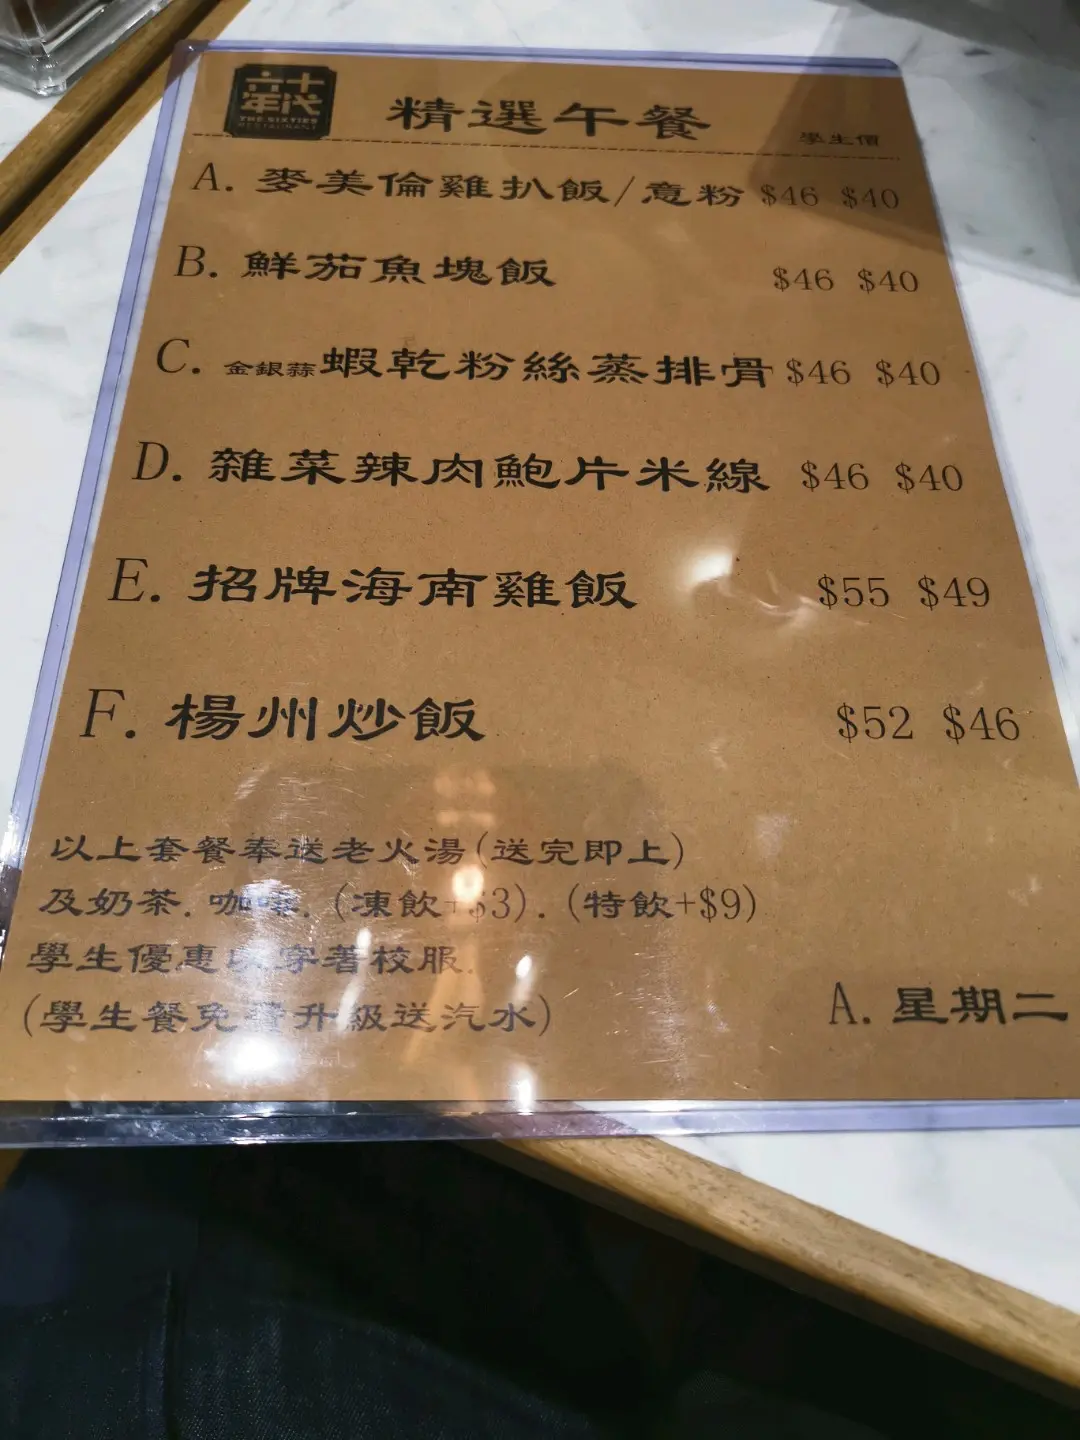 六十
年代
THE SIXTIES
RESTAURANT
精選午餐
學生價
A. 麥美倫雞扒飯/意粉 $46 $40
B. 鮮茄魚塊飯 $46 $40
C. 金銀蒜蝦乾粉絲蒸排骨 $46 $40
D. 雜菜辣肉鮑片米線 $46 $40
E. 招牌海南雞飯 $55 $49
F. 楊州炒飯 $52 $46
以上套餐奉送老火湯(送完即上)
及奶茶. 咖啡. (凍飲+$3). (特飲+$9)
學生優惠以穿著校服.
(學生餐免費升級送汽水)
A. 星期二